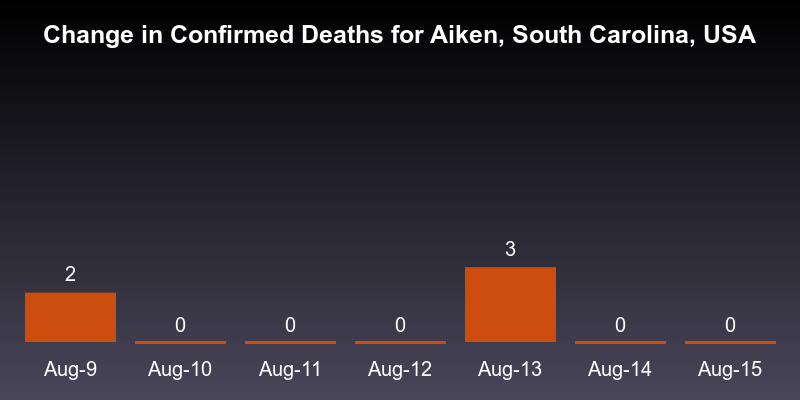 Change in Confirmed Deaths for Aiken, South Carolina, USA
2 0 0 0 3 0 0
Aug-9 Aug-10 Aug-11 Aug-12 Aug-13 Aug-14 Aug-15